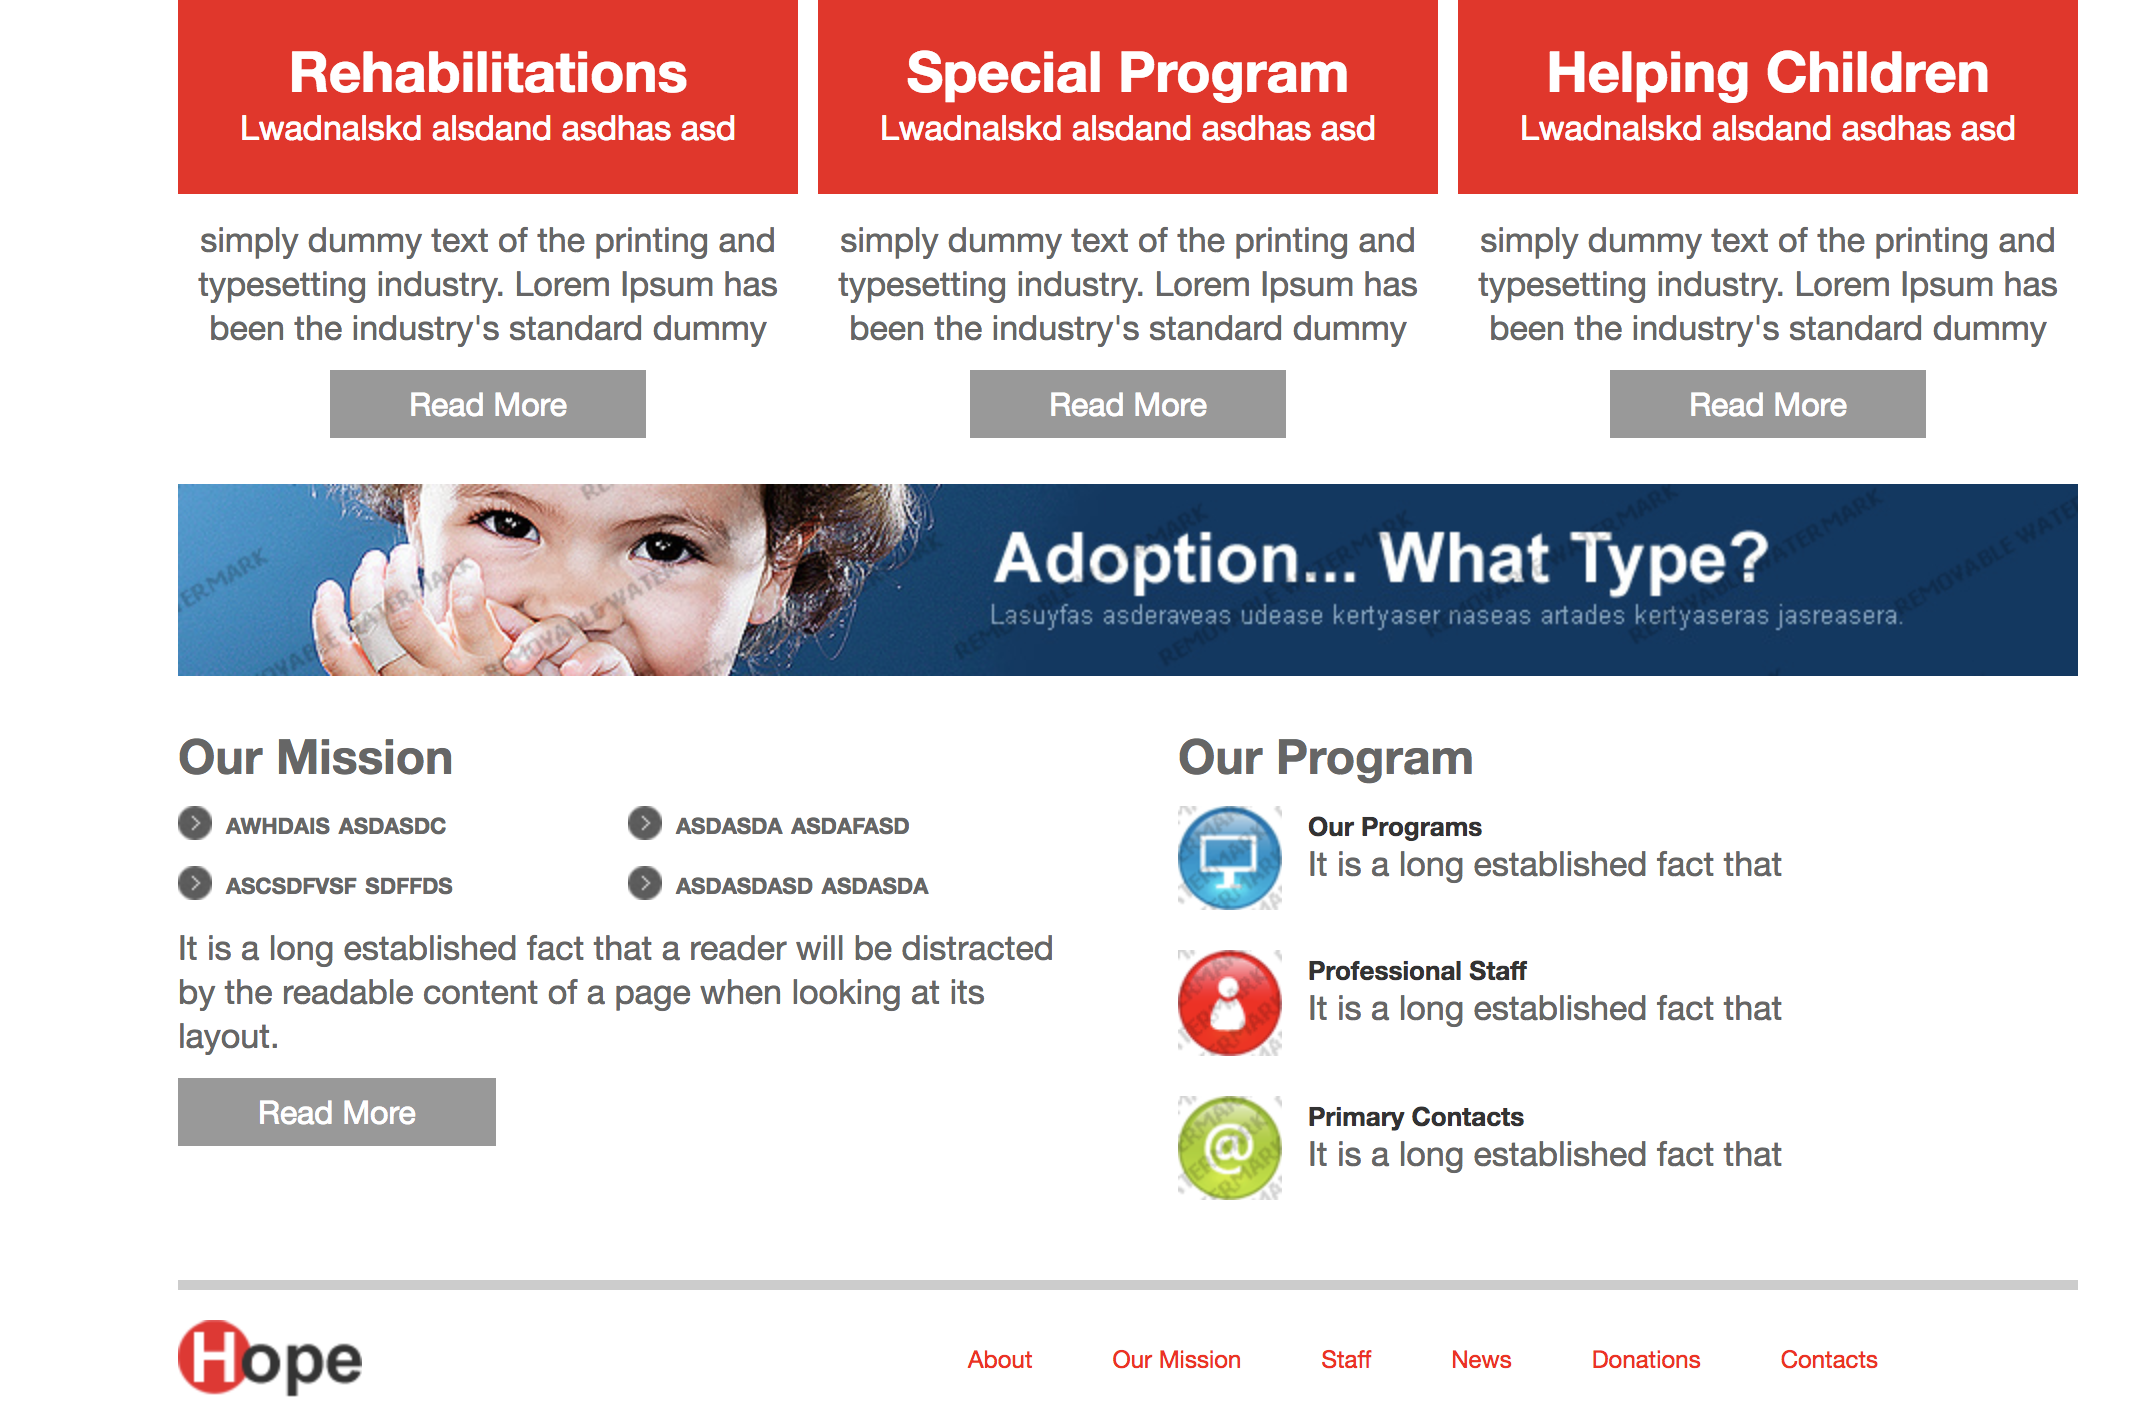 Rehabilitations
Lwadnalskd alsdand asdhas asd
simply dummy text of the printing and
typesetting industry. Lorem Ipsum has
been the industry's standard dummy
Read More
Special Program
Lwadnalskd alsdand asdhas asd
simply dummy text of the printing and
typesetting industry. Lorem Ipsum has
been the industry's standard dummy
Read More
Helping Children
Lwadnalskd alsdand asdhas asd
simply dummy text of the printing and
typesetting industry. Lorem Ipsum has
been the industry's standard dummy
Read More
Adoption... What Type?
Lasuyfas asderaveas udease kertyaser naseas artades kertyaseras jasreasera.
REMOVABLE WATERMARK
Our Mission
AWHDAIS ASDASDC
ASDASDA ASDAFASD
ASCSDFVSF SDFFDS
ASDASDASD ASDASDA
It is a long established fact that a reader will be distracted
by the readable content of a page when looking at its
layout.
Read More
Our Program
Our Programs
It is a long established fact that
Professional Staff
It is a long established fact that
@
Primary Contacts
It is a long established fact that
Hope
About Our Mission Staff News Donations Contacts